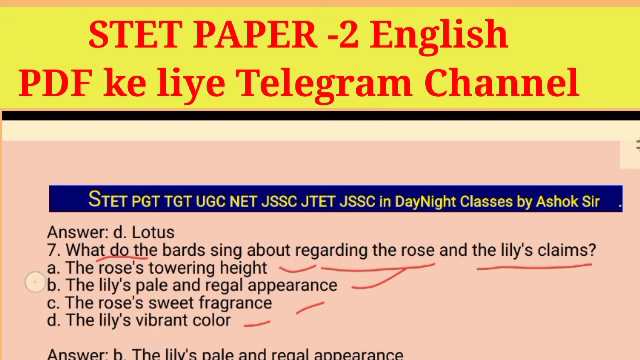 STET PAPER -2 English
PDF ke liye Telegram Channel
STET PGT TGT UGC NET JSSC JTET JSSC in DayNight Classes by Ashok Sir .
Answer: d. Lotus
7. What do the bards sing about regarding the rose and the lily's claims?
a. The rose's towering height
b. The lily's pale and regal appearance
c. The rose's sweet fragrance
d. The lily's vibrant color
Answer: b. The lily's pale and regal appearance